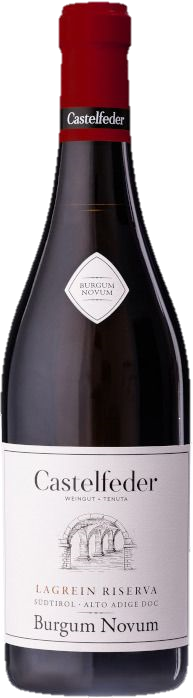 Castelfeder
BURGUM
NOVUM
Castelfeder
WEINGUT • TENUTA
LAGREIN RISERVA
SÜDTIROL • ALTO ADIGE DOC
Burgum Novum